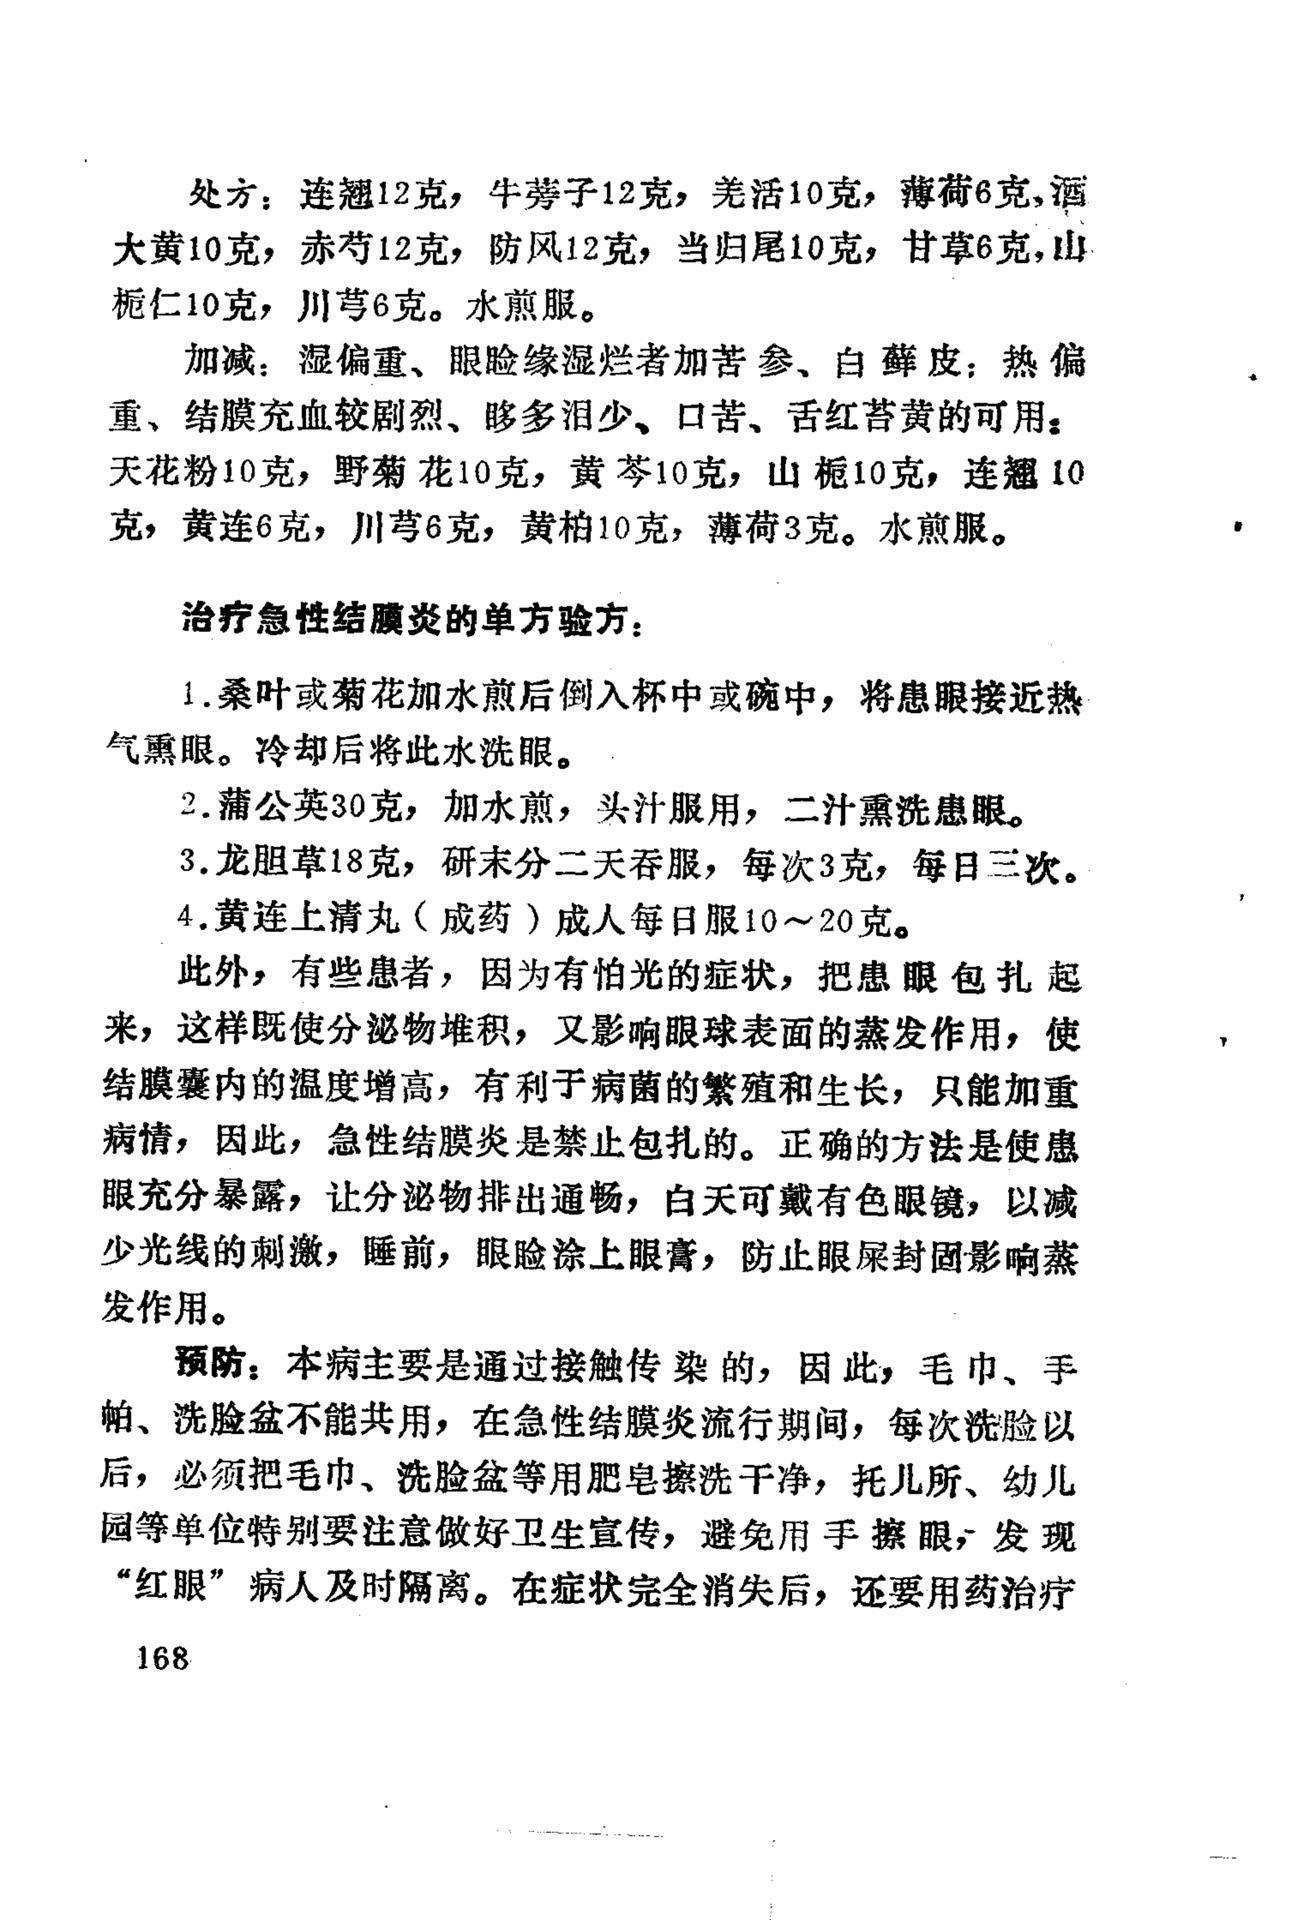 处方：连翘12克，牛蒡子12克，羌活10克，薄荷6克、酒
大黄10克，赤芍12克，防风12克，当归尾10克，甘草6克，山
栀仁10克，川芎6克。水煎服。
加减：湿偏重、眼睑缘湿烂者加苦参、白藓皮；热偏
重、结膜充血较剧烈、眵多泪少、口苦、舌红苔黄的可用：
天花粉10克，野菊花10克，黄芩10克，山栀10克，连翘10
克，黄连6克，川芎6克，黄柏10克，薄荷3克。水煎服。
治疗急性结膜炎的单方验方：
1.桑叶或菊花加水煎后倒入杯中或碗中，将患眼接近热
气熏眼。冷却后将此水洗眼。
2.蒲公英30克，加水煎，头汁服用，二汁熏洗患眼。
3.龙胆草18克，研末分二天吞服，每次3克，每日三次。
4.黄连上清丸（成药）成人每日服10～20克。
此外，有些患者，因为有怕光的症状，把患眼包扎起
来，这样既使分泌物堆积，又影响眼球表面的蒸发作用，使
结膜囊内的温度增高，有利于病菌的繁殖和生长，只能加重
病情，因此，急性结膜炎是禁止包扎的。正确的方法是使患
眼充分暴露，让分泌物排出通畅，白天可戴有色眼镜，以减
少光线的刺激，睡前，眼睑涂上眼膏，防止眼屎封固影响蒸
发作用。
预防：本病主要是通过接触传染的，因此，毛巾、手
帕、洗脸盆不能共用，在急性结膜炎流行期间，每次洗脸以
后，必须把毛巾、洗脸盆等用肥皂擦洗干净，托儿所、幼儿
园等单位特别要注意做好卫生宣传，避免用手擦眼，发现
“红眼”病人及时隔离。在症状完全消失后，还要用药治疗
168